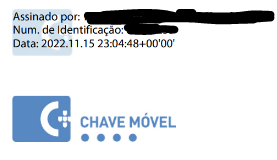 Assinado por:
Num. de Identificação:
Data: 2022.11.15 23:04:48+00'00'
CHAVE MÓVEL